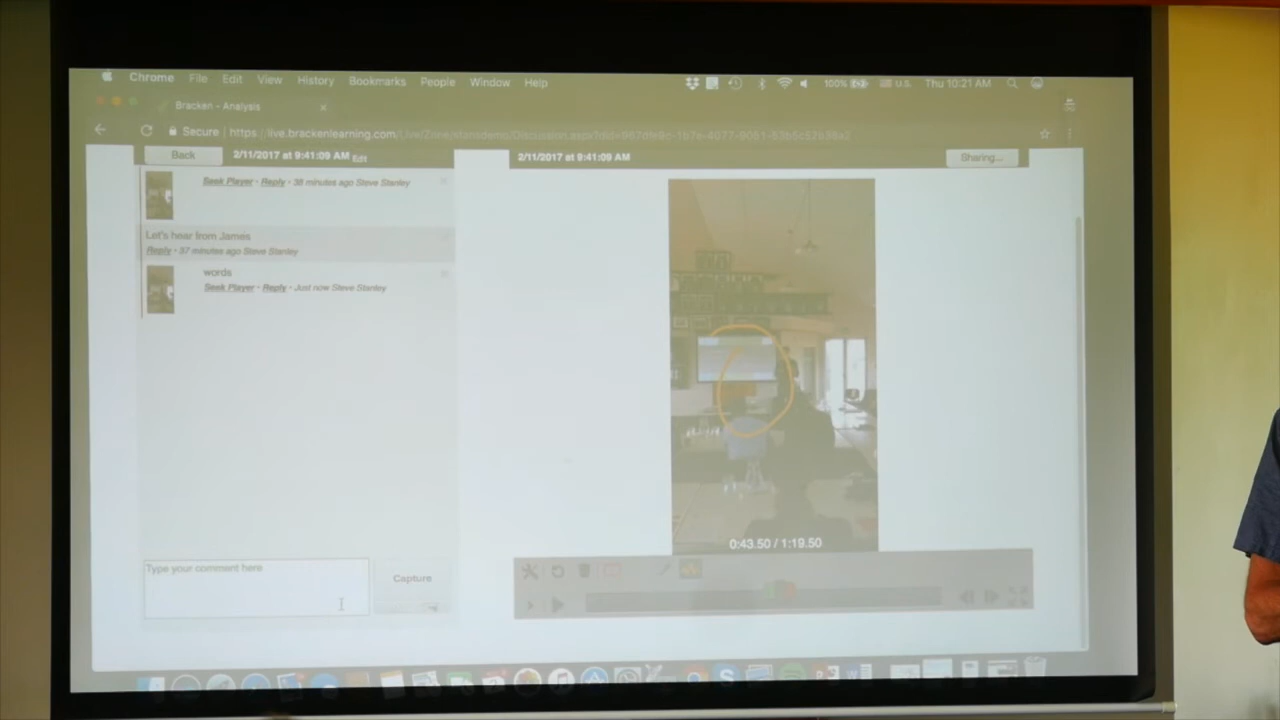 Chrome File Edit View History Bookmarks People Window Help 100% U.S. Thu 10:21 AM
Bracken - Analysis
Secure https://live.brackenlearning.com
Back 2/11/2017 at 9:41:09 AM Edit 2/11/2017 at 9:41:09 AM Sharing...
Seek Player • Reply • 38 minutes ago Steve Stanley
Let's hear from James
Reply • 37 minutes ago Steve Stanley
words
Seek Player • Reply • Just now Steve Stanley
0:43.50 / 1:19.50
Type your comment here
Capture